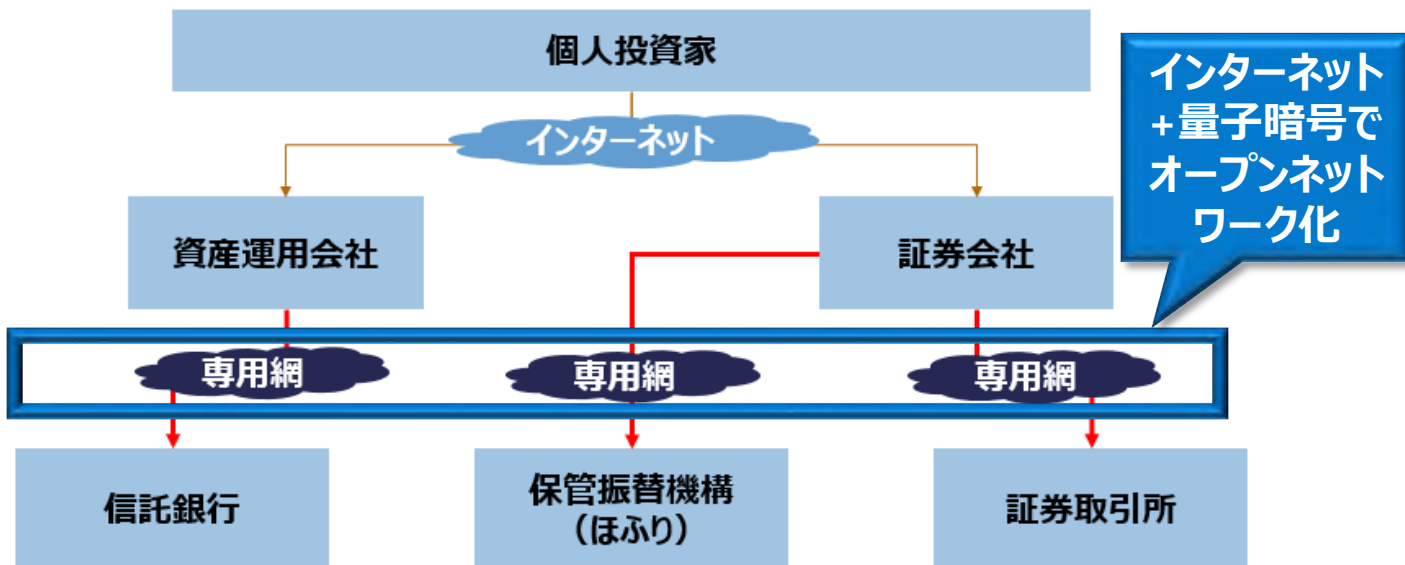 個人投資家
インターネット
+量子暗号で
オープンネット
ワーク化
インターネット
資産運用会社
証券会社
専用網
専用網
専用網
信託銀行
保管振替機構
（ほふり）
証券取引所